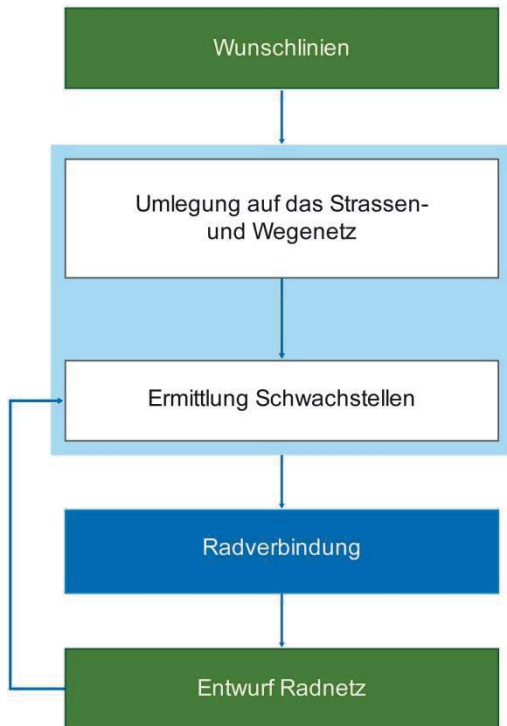 Wunschlinien
Umlegung auf das Strassen-
und Wegenetz
Ermittlung Schwachstellen
Radverbindung
Entwurf Radnetz